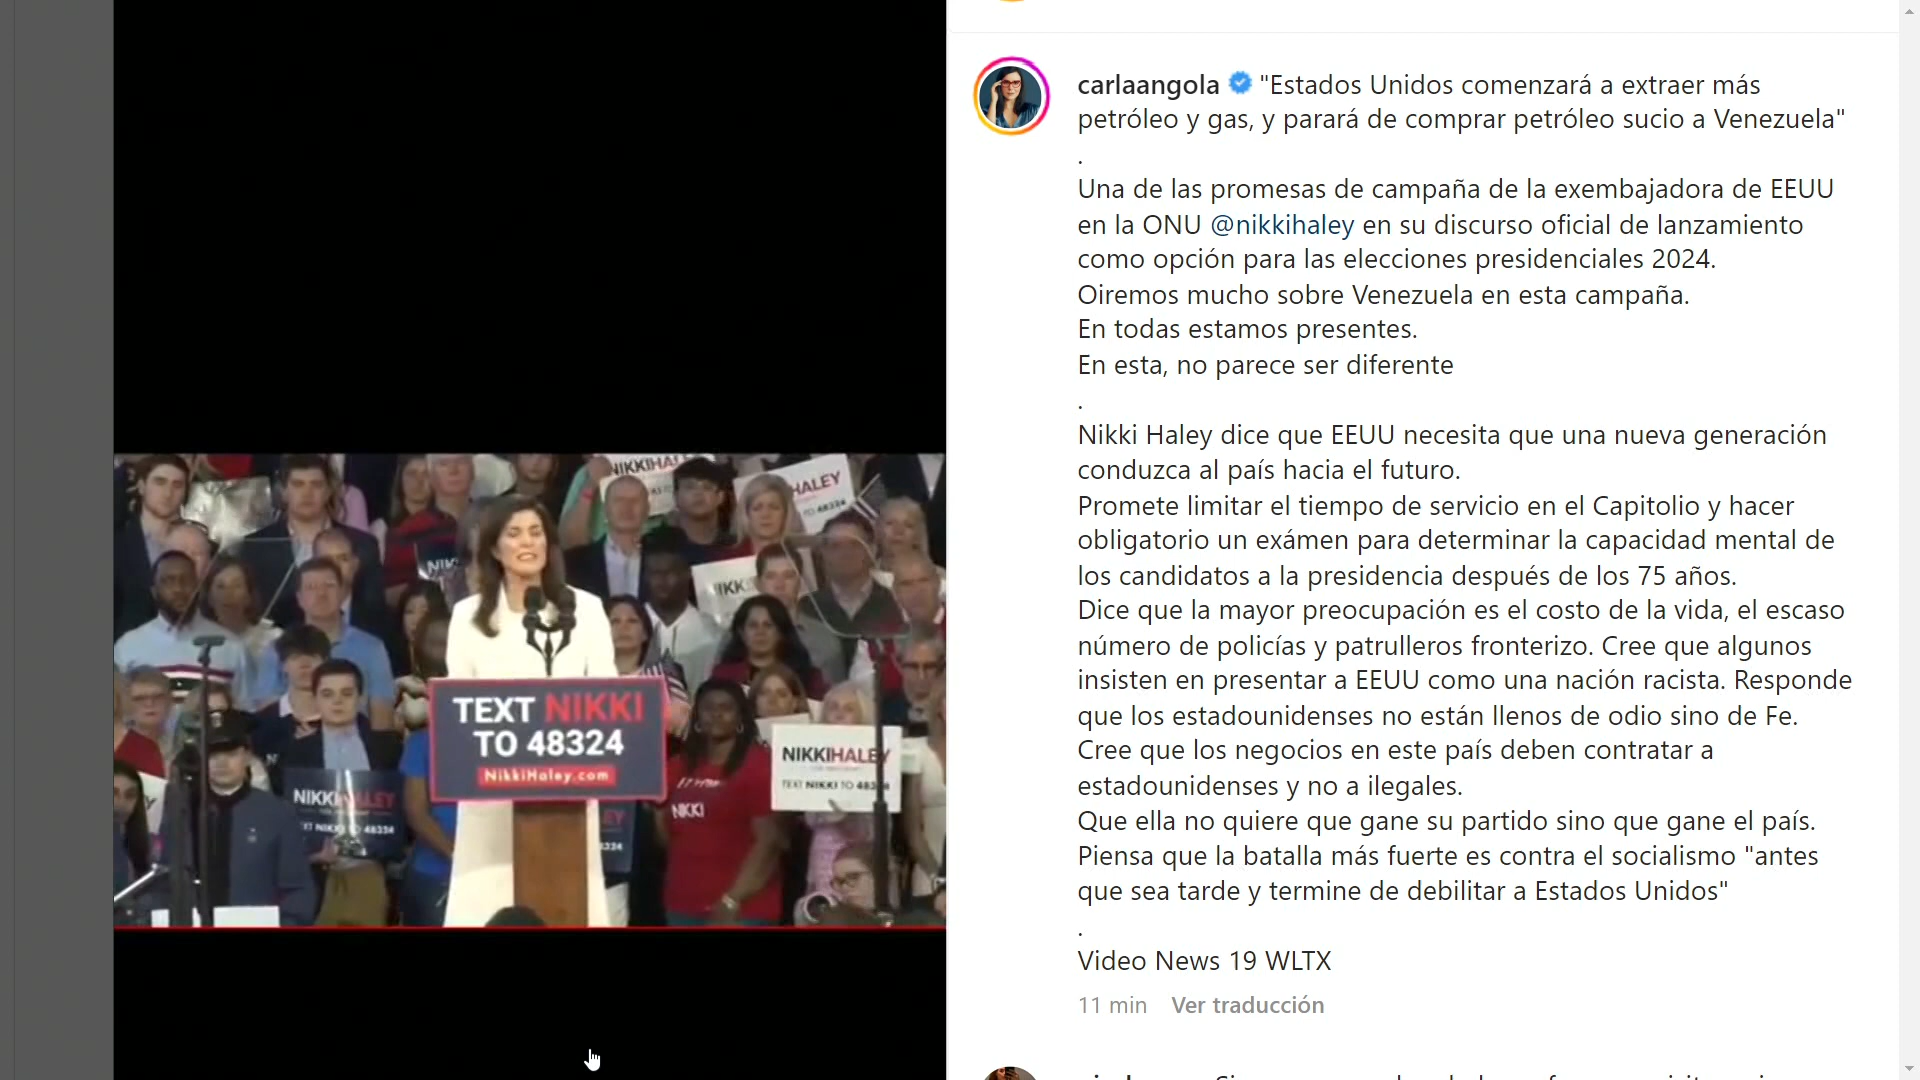 NIKKIHAL
HALEY
TO 48324
TEXT NIKKI
TO 48324
NikkiHaley.com
NIKKIHALEY
TEXT NIKKI TO 48324
carlaangola "Estados Unidos comenzará a extraer más
petróleo y gas, y parará de comprar petróleo sucio a Venezuela"
.
Una de las promesas de campaña de la exembajadora de EEUU
en la ONU @nikkihaley en su discurso oficial de lanzamiento
como opción para las elecciones presidenciales 2024.
Oiremos mucho sobre Venezuela en esta campaña.
En todas estamos presentes.
En esta, no parece ser diferente
.
Nikki Haley dice que EEUU necesita que una nueva generación
conduzca al país hacia el futuro.
Promete limitar el tiempo de servicio en el Capitolio y hacer
obligatorio un exámen para determinar la capacidad mental de
los candidatos a la presidencia después de los 75 años.
Dice que la mayor preocupación es el costo de la vida, el escaso
número de policías y patrulleros fronterizo. Cree que algunos
insisten en presentar a EEUU como una nación racista. Responde
que los estadounidenses no están llenos de odio sino de Fe.
Cree que los negocios en este país deben contratar a
estadounidenses y no a ilegales.
Que ella no quiere que gane su partido sino que gane el país.
Piensa que la batalla más fuerte es contra el socialismo "antes
que sea tarde y termine de debilitar a Estados Unidos"
.
Video News 19 WLTX
11 min Ver traducción